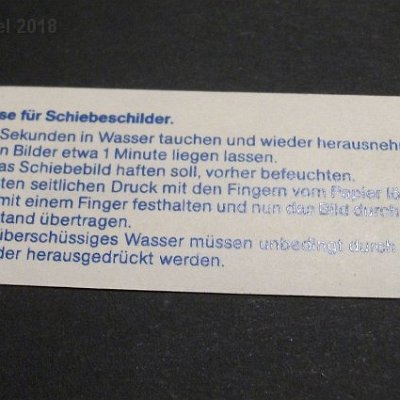 el 2018
se für Schiebeschilder.
Sekunden in Wasser tauchen und wieder herausneh
n Bilder etwa 1 Minute liegen lassen.
as Schiebebild haften soll, vorher befeuchten.
ten seitlichen Druck mit den Fingern vom Papier lö
mit einem Finger festhalten und nun das Bild durch
tand übertragen.
überschüssiges Wasser müssen unbedingt durch
der herausgedrückt werden.